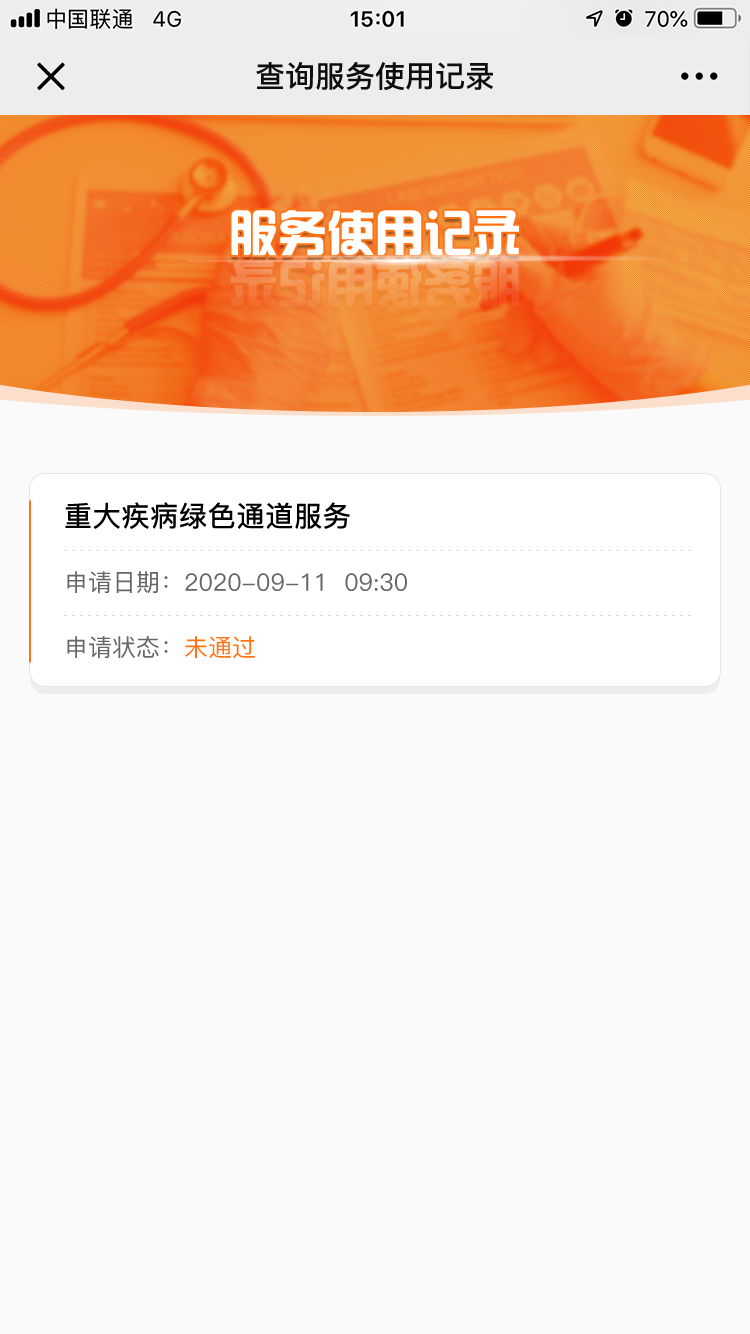 中国联通 4G 15:01 70%
查询服务使用记录
服务使用记录
重大疾病绿色通道服务
申请日期：2020-09-11 09:30
申请状态：未通过